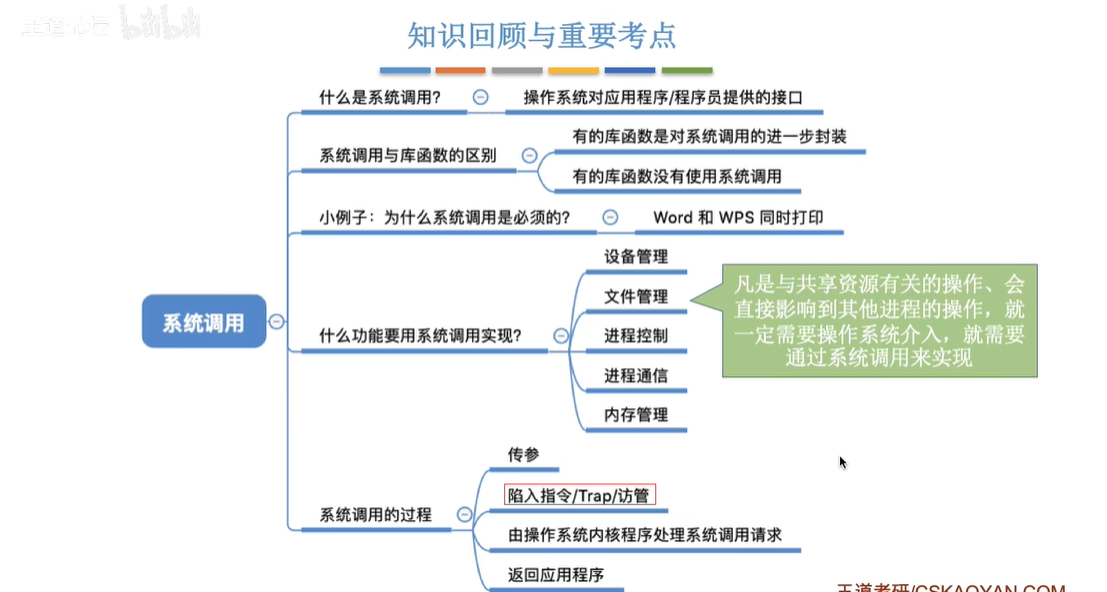 王道论坛 bilibili
知识回顾与重要考点
什么是系统调用?
操作系统对应用程序/程序员提供的接口
系统调用与库函数的区别
有的库函数是对系统调用的进一步封装
有的库函数没有使用系统调用
小例子：为什么系统调用是必须的?
Word 和 WPS 同时打印
系统调用
什么功能要用系统调用实现?
设备管理
文件管理
进程控制
进程通信
内存管理
凡是与共享资源有关的操作、会
直接影响到其他进程的操作，就
一定需要操作系统介入，就需要
通过系统调用来实现
系统调用的过程
传参
陷入指令/Trap/访管
由操作系统内核程序处理系统调用请求
返回应用程序
王道考研/CSKAOYAN.COM